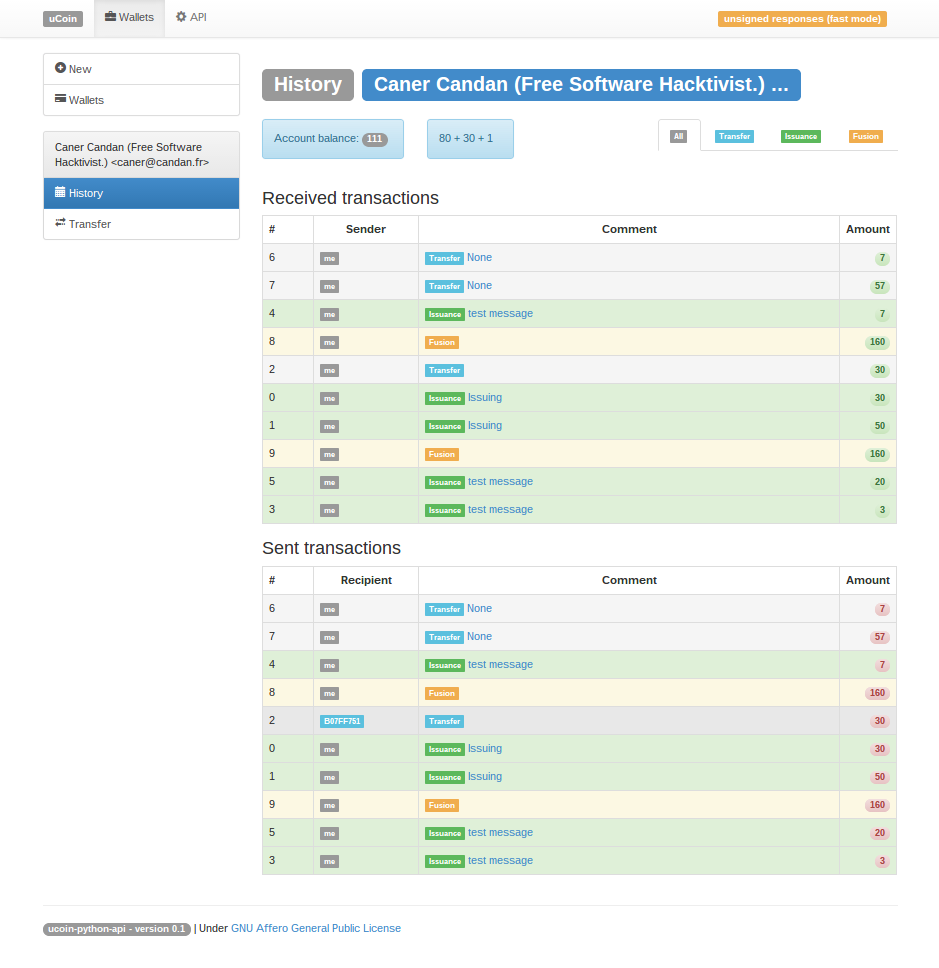 uCoin Wallets API unsigned responses (fast mode)
New
Wallets
Caner Candan (Free Software
Hacktivist.) <caner@candan.fr>
History
Transfer
History Caner Candan (Free Software Hacktivist.) ...
Account balance: 111 80 + 30 + 1 All Transfer Issuance Fusion
Received transactions
# Sender Comment Amount
6 me Transfer None 7
7 me Transfer None 57
4 me Issuance test message 7
8 me Fusion 160
2 me Transfer 30
0 me Issuance Issuing 30
1 me Issuance Issuing 50
9 me Fusion 160
5 me Issuance test message 20
3 me Issuance test message 3
Sent transactions
# Recipient Comment Amount
6 me Transfer None 7
7 me Transfer None 57
4 me Issuance test message 7
8 me Fusion 160
2 B07FF751 Transfer 30
0 me Issuance Issuing 30
1 me Issuance Issuing 50
9 me Fusion 160
5 me Issuance test message 20
3 me Issuance test message 3
ucoin-python-api - version 0.1 | Under GNU Affero General Public License